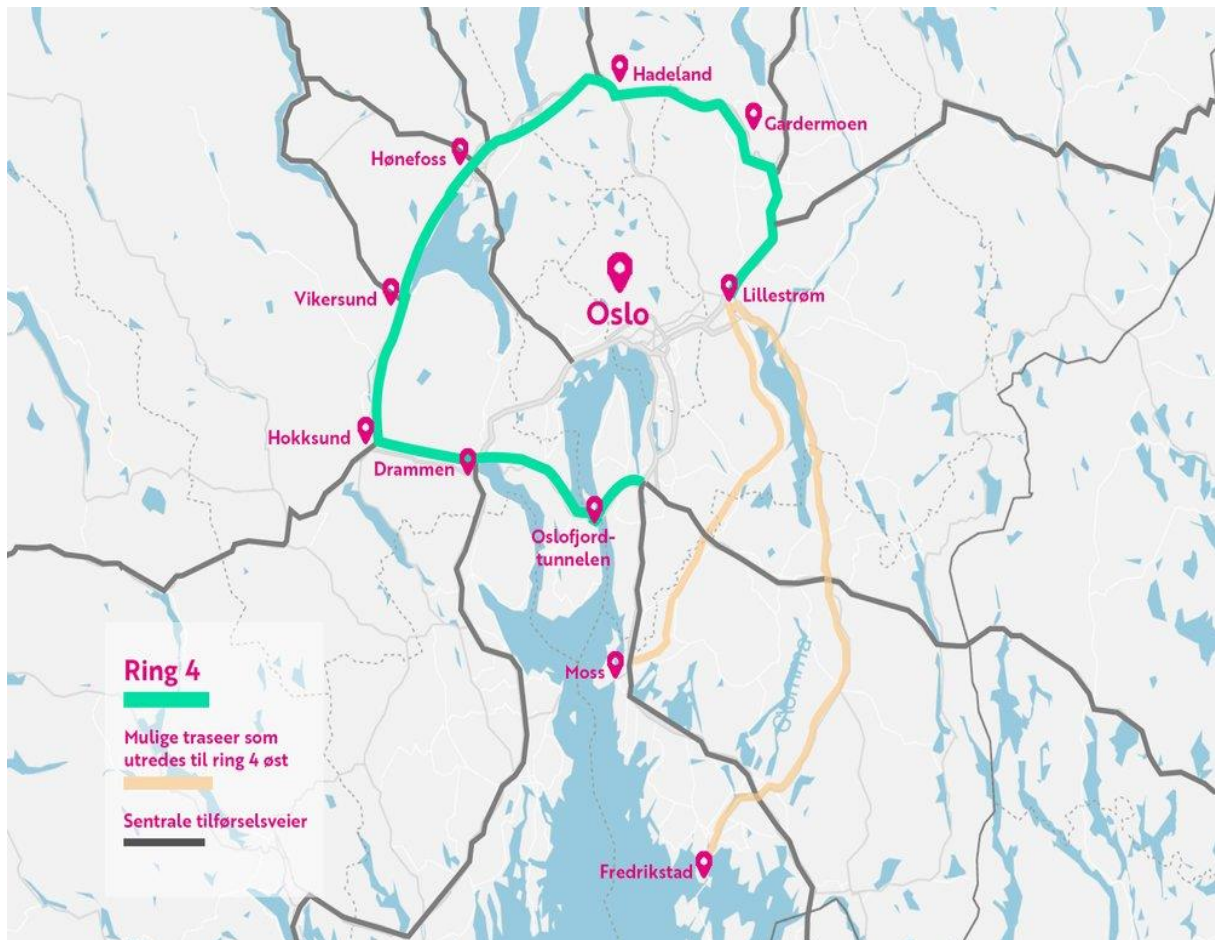 Hadeland
Gardermoen
Hønefoss
Vikersund
Lillestrøm
Oslo
Hokksund
Drammen
Oslofjord-
tunnelen
Moss
Glomma
Fredrikstad
Ring 4
Mulige traseer som
utredes til ring 4 øst
Sentrale tilførselsveier